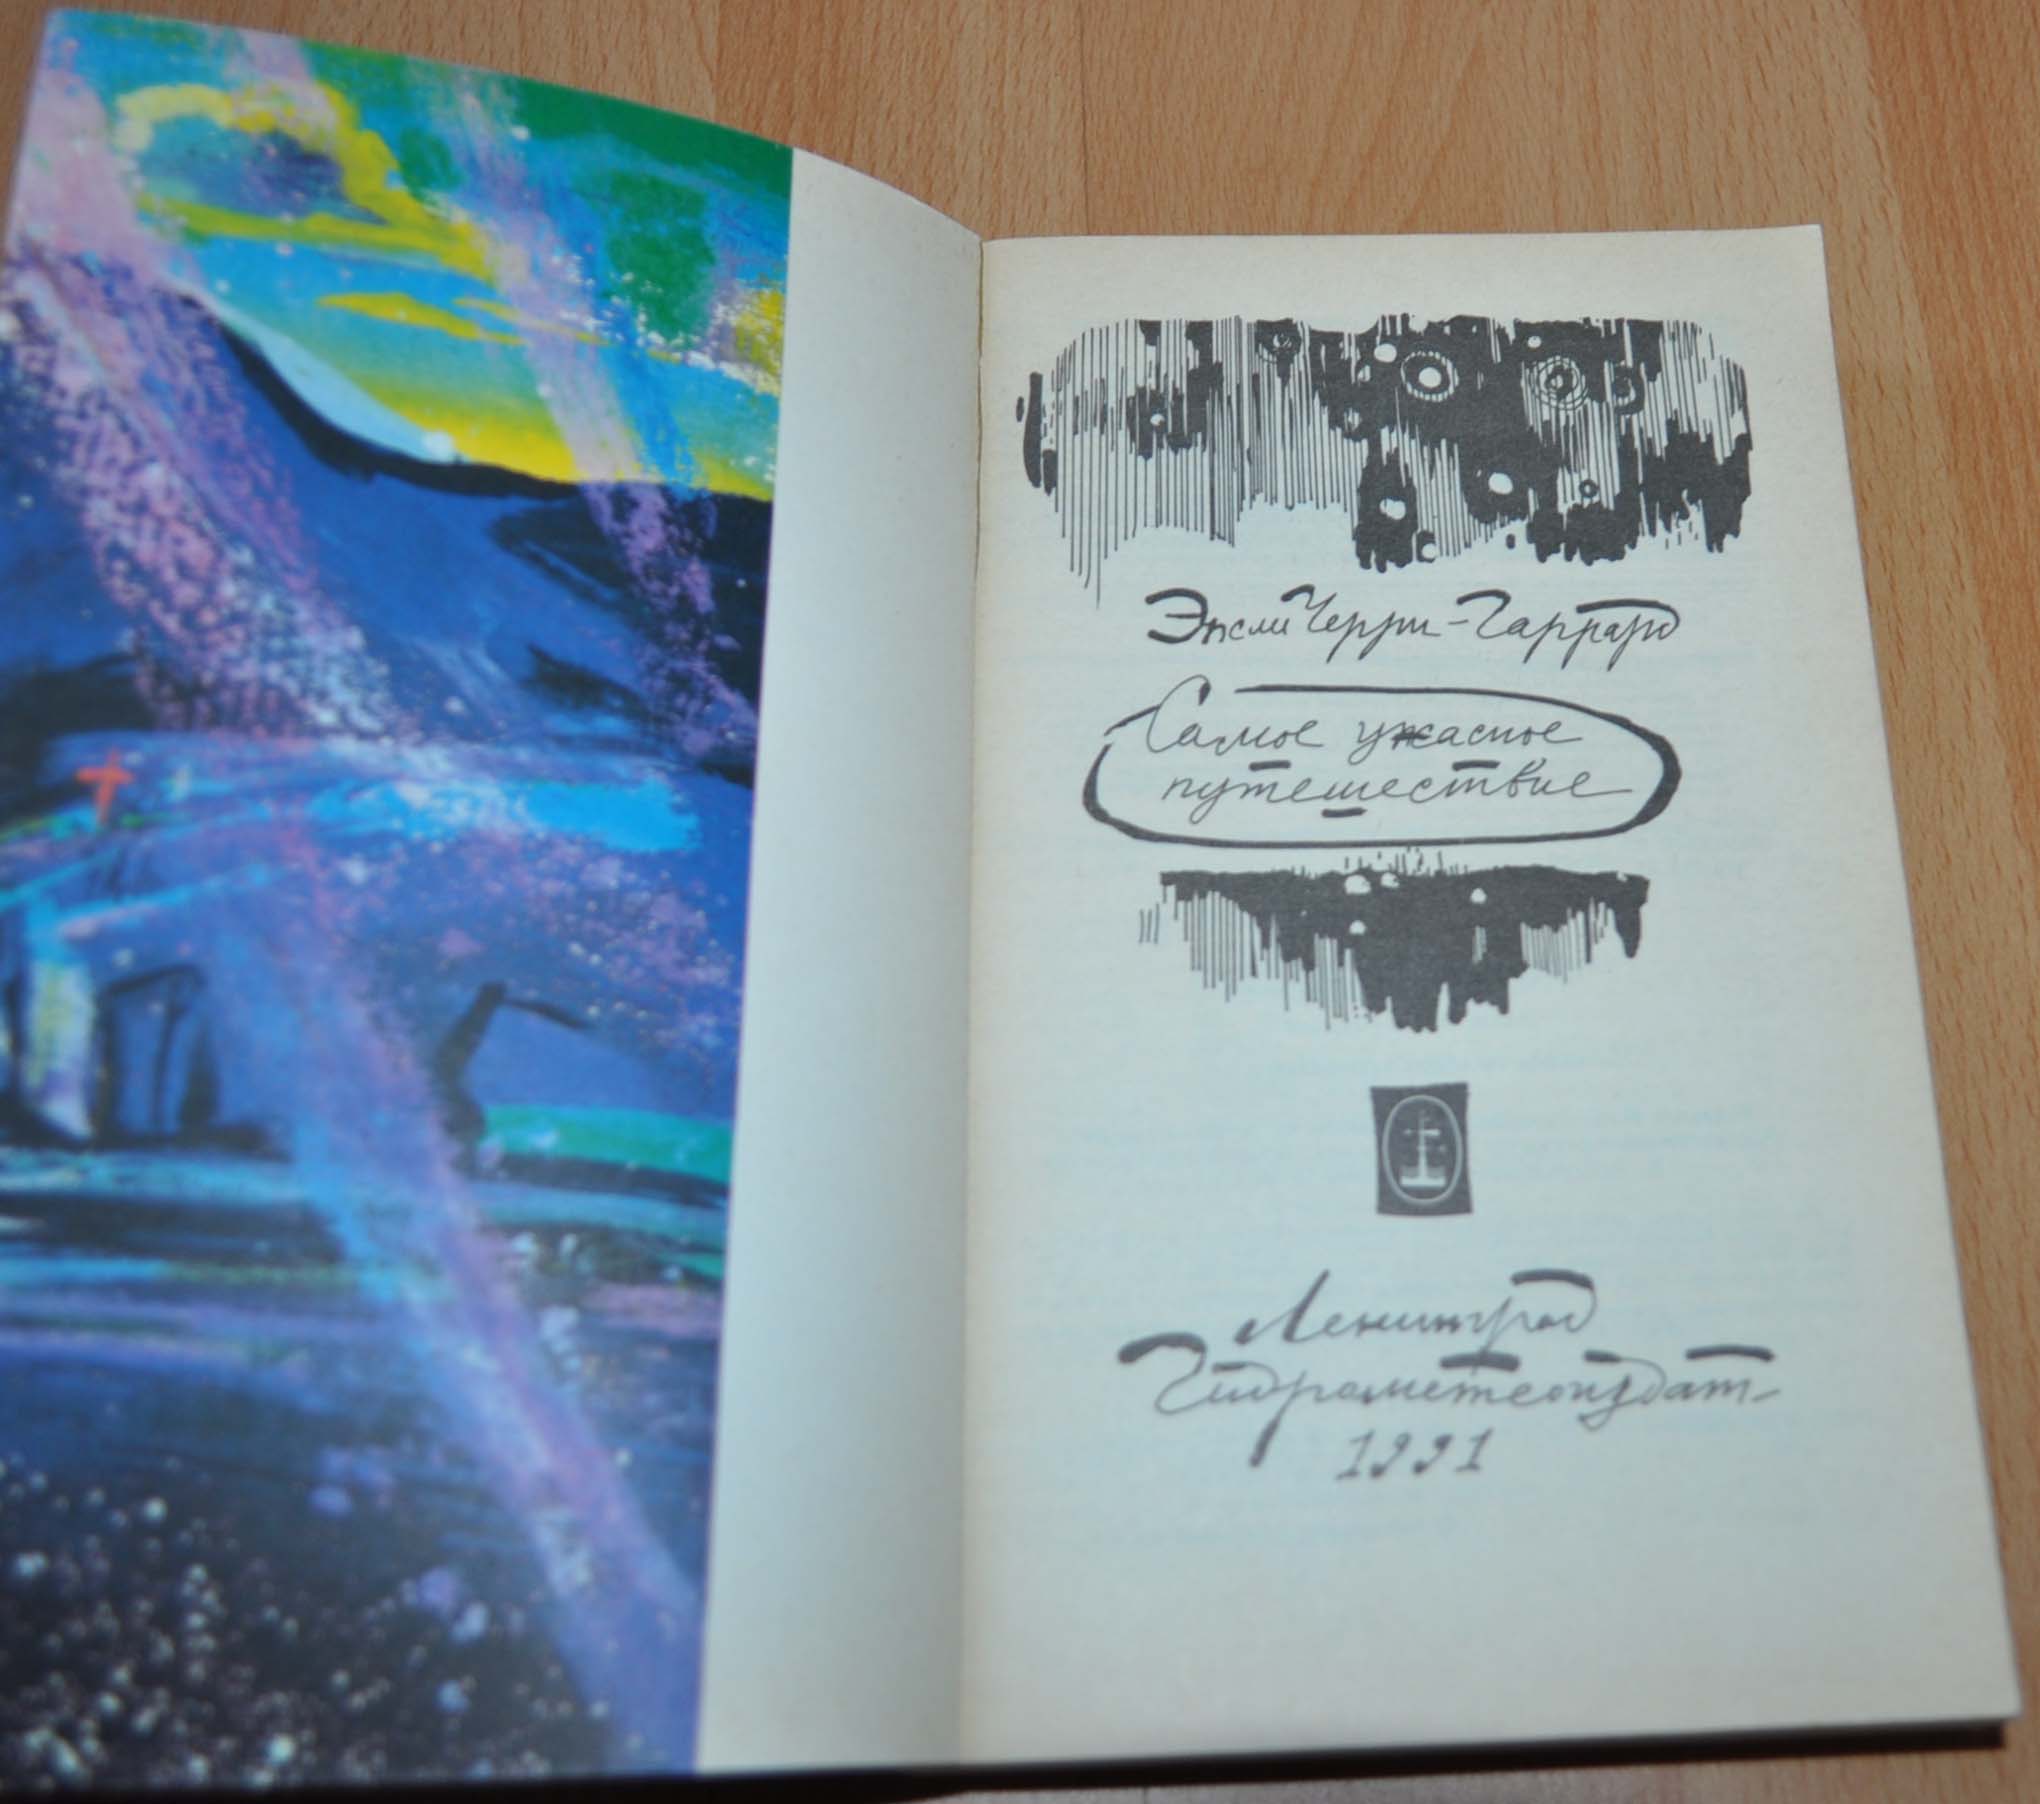 Эпсли Черри-Гаррард
Самое ужасное
путешествие
Ленинград
Гидрометеоиздат
1991